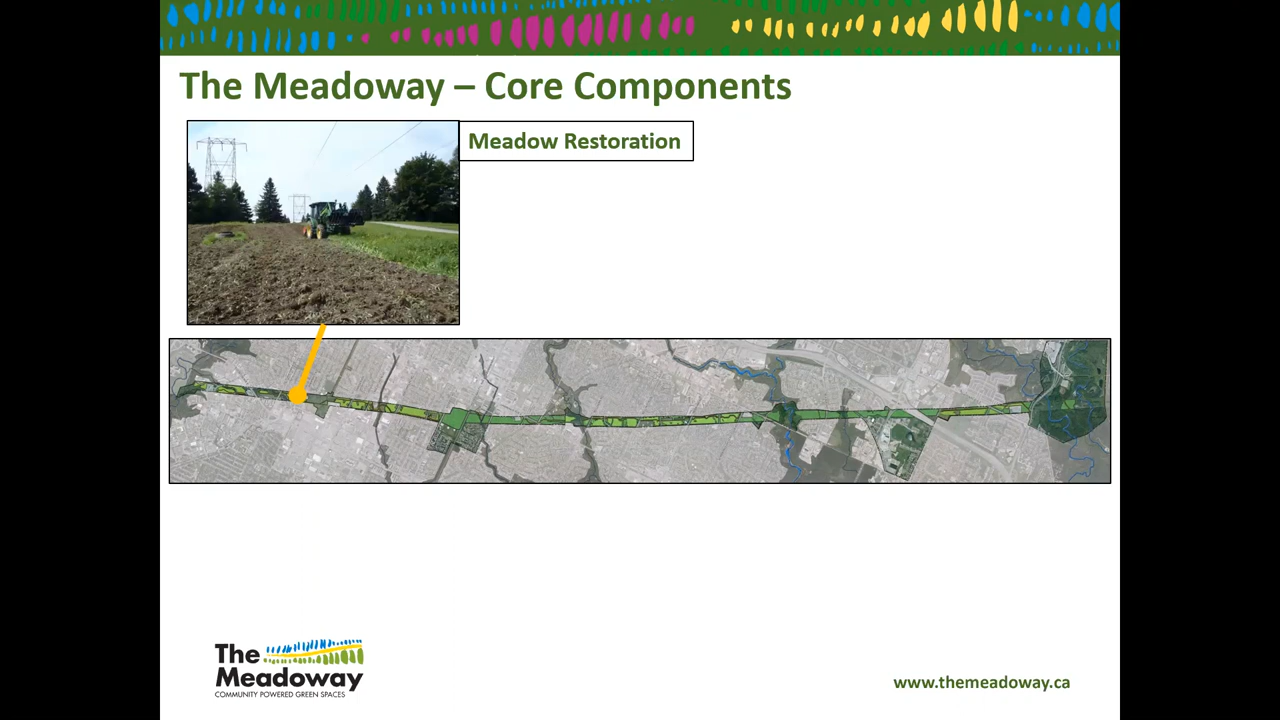 The Meadoway – Core Components
Meadow Restoration
The
Meadoway
COMMUNITY POWERED GREEN SPACES
www.themeadoway.ca